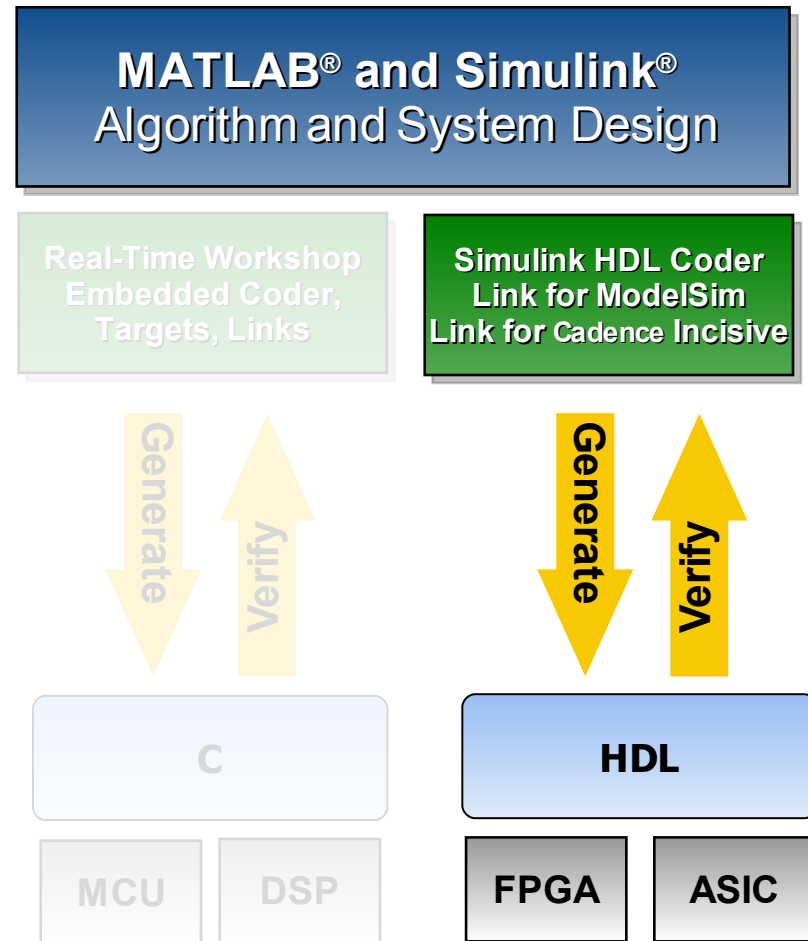 MATLAB® and Simulink®
Algorithm and System Design
Real-Time Workshop
Embedded Coder,
Targets, Links
Simulink HDL Coder
Link for ModelSim
Link for Cadence Incisive
Generate
Verify
Generate
Verify
C
HDL
MCU
DSP
FPGA
ASIC